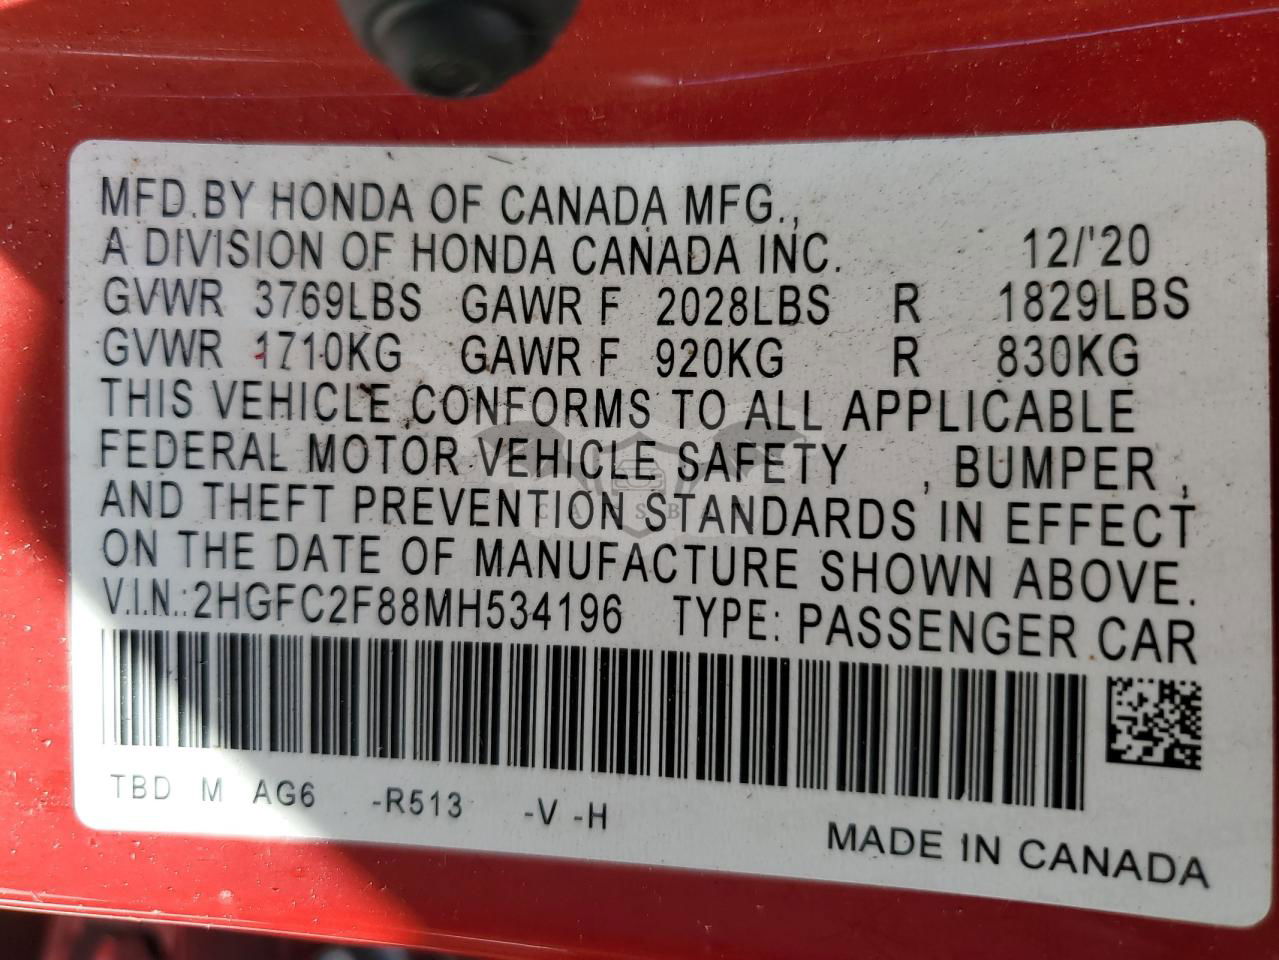 MFD.BY HONDA OF CANADA MFG.,
A DIVISION OF HONDA CANADA INC. 12/'20
GVWR 3769LBS GAWR F 2028LBS R 1829LBS
GVWR 1710KG GAWR F 920KG R 830KG
THIS VEHICLE CONFORMS TO ALL APPLICABLE
FEDERAL MOTOR VEHICLE SAFETY , BUMPER ,
AND THEFT PREVENTION STANDARDS IN EFFECT
ON THE DATE OF MANUFACTURE SHOWN ABOVE.
V.I.N.:2HGFC2F88MH534196 TYPE: PASSENGER CAR
TBD M AG6 -R513 -V -H
MADE IN CANADA